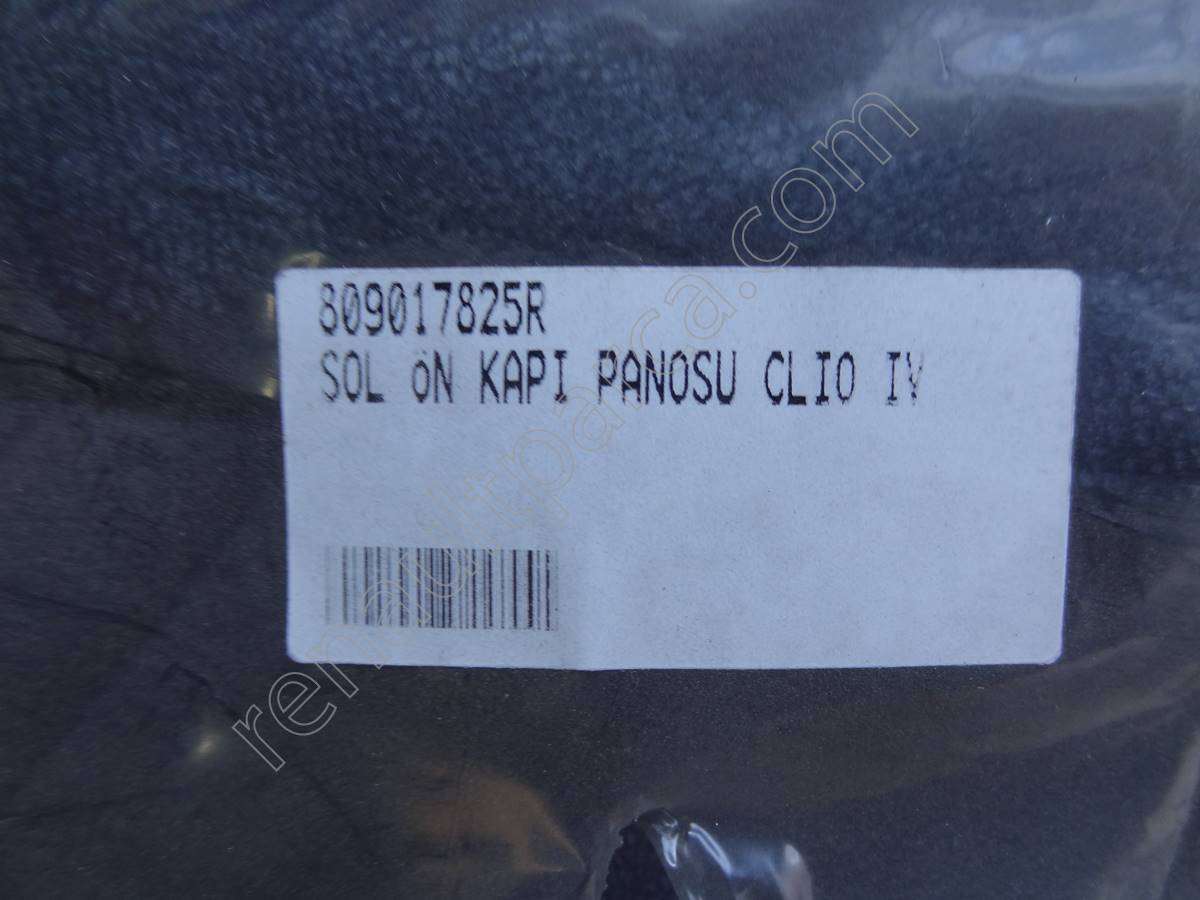 809017825R
SOL öN KAPI PANOSU CLIO IV
renaultparca.com